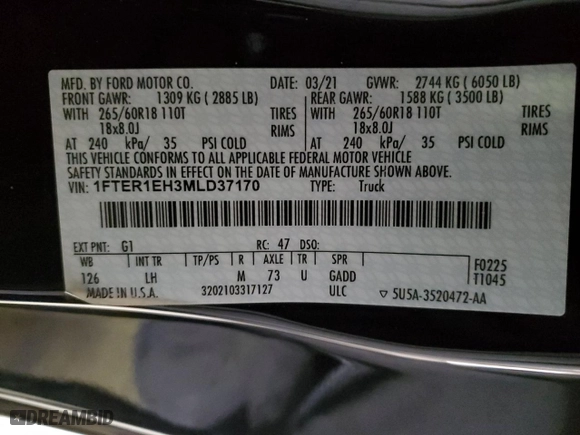 MFD. BY FORD MOTOR CO. DATE: 03/21 GVWR: 2744 KG ( 6050 LB)
FRONT GAWR: 1309 KG ( 2885 LB) REAR GAWR: 1588 KG ( 3500 LB)
WITH 265/60R18 110T TIRES WITH 265/60R18 110T TIRES
18x8.0J RIMS 18x8.0J RIMS
AT 240 kPa/ 35 PSI COLD AT 240 kPa/ 35 PSI COLD
THIS VEHICLE CONFORMS TO ALL APPLICABLE FEDERAL MOTOR VEHICLE
SAFETY STANDARDS IN EFFECT ON THE DATE OF MANUFACTURE SHOWN ABOVE.
VIN: 1FTER1EH3MLD37170 TYPE: Truck
EXT PNT: G1 RC: 47 DSO:
WB INT TR TP/PS R AXLE TR SPR F0225
126 LH M 73 U GADD T1045
MADE IN U.S.A. 3202103317127 ULC ▽ 5U5A-3520472-AA
DREAMBID